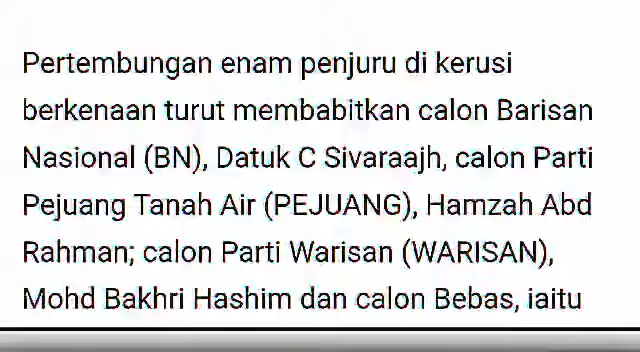 Pertembungan enam penjuru di kerusi
berkenaan turut membabitkan calon Barisan
Nasional (BN), Datuk C Sivaraajh, calon Parti
Pejuang Tanah Air (PEJUANG), Hamzah Abd
Rahman; calon Parti Warisan (WARISAN),
Mohd Bakhri Hashim dan calon Bebas, iaitu